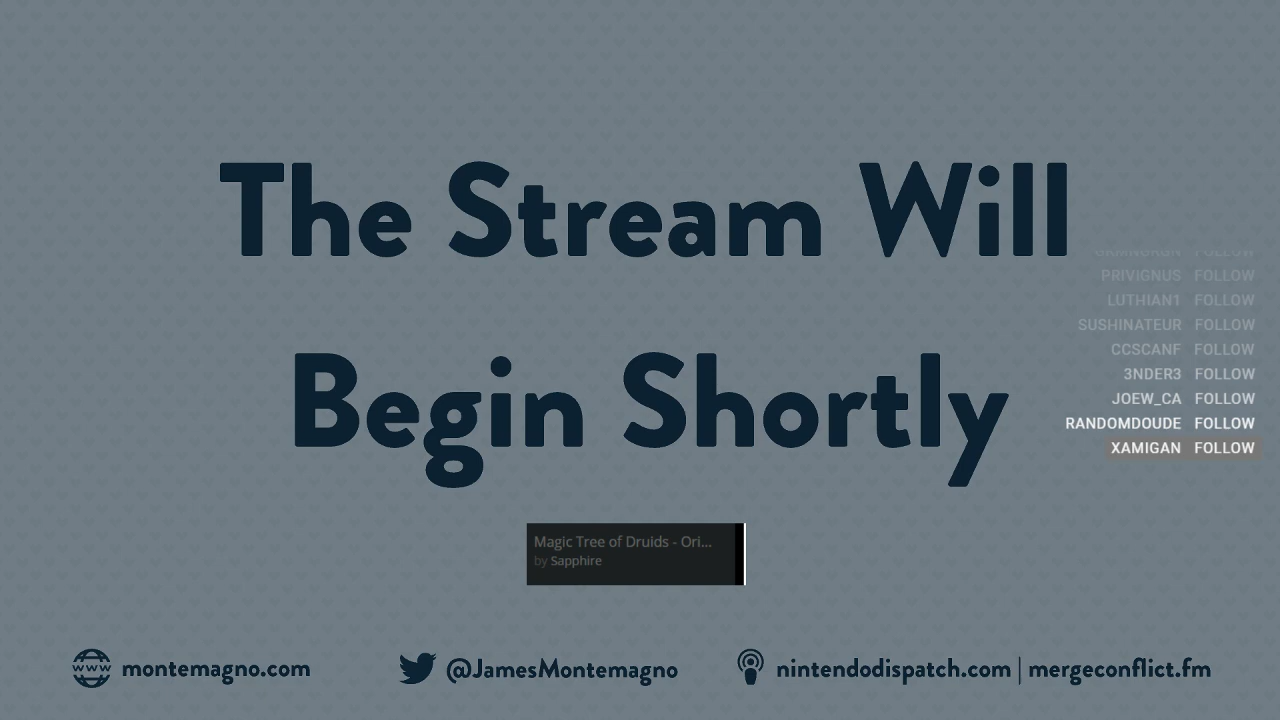 The Stream Will
PRIVIGNUS FOLLOW
LUTHIAN1 FOLLOW
SUSHINATEUR FOLLOW
CCSCANF FOLLOW
3NDER3 FOLLOW
JOEW_CA FOLLOW
RANDOMDOUDE FOLLOW
XAMIGAN FOLLOW
Begin Shortly
Magic Tree of Druids - Ori...
by Sapphire
www montemagno.com @JamesMontemagno nintendodispatch.com | mergeconflict.fm